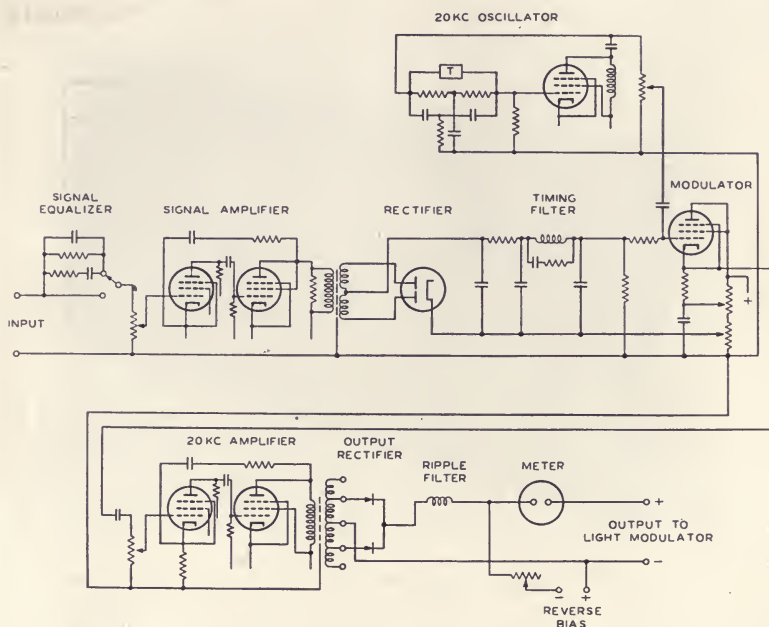 20KC OSCILLATOR
T
SIGNAL
EQUALIZER
SIGNAL AMPLIFIER
RECTIFIER
TIMING
FILTER
MODULATOR
+
INPUT
20KC AMPLIFIER
OUTPUT
RECTIFIER
RIPPLE
FILTER
METER
+
OUTPUT TO
LIGHT MODULATOR
−
− +
REVERSE
BIAS